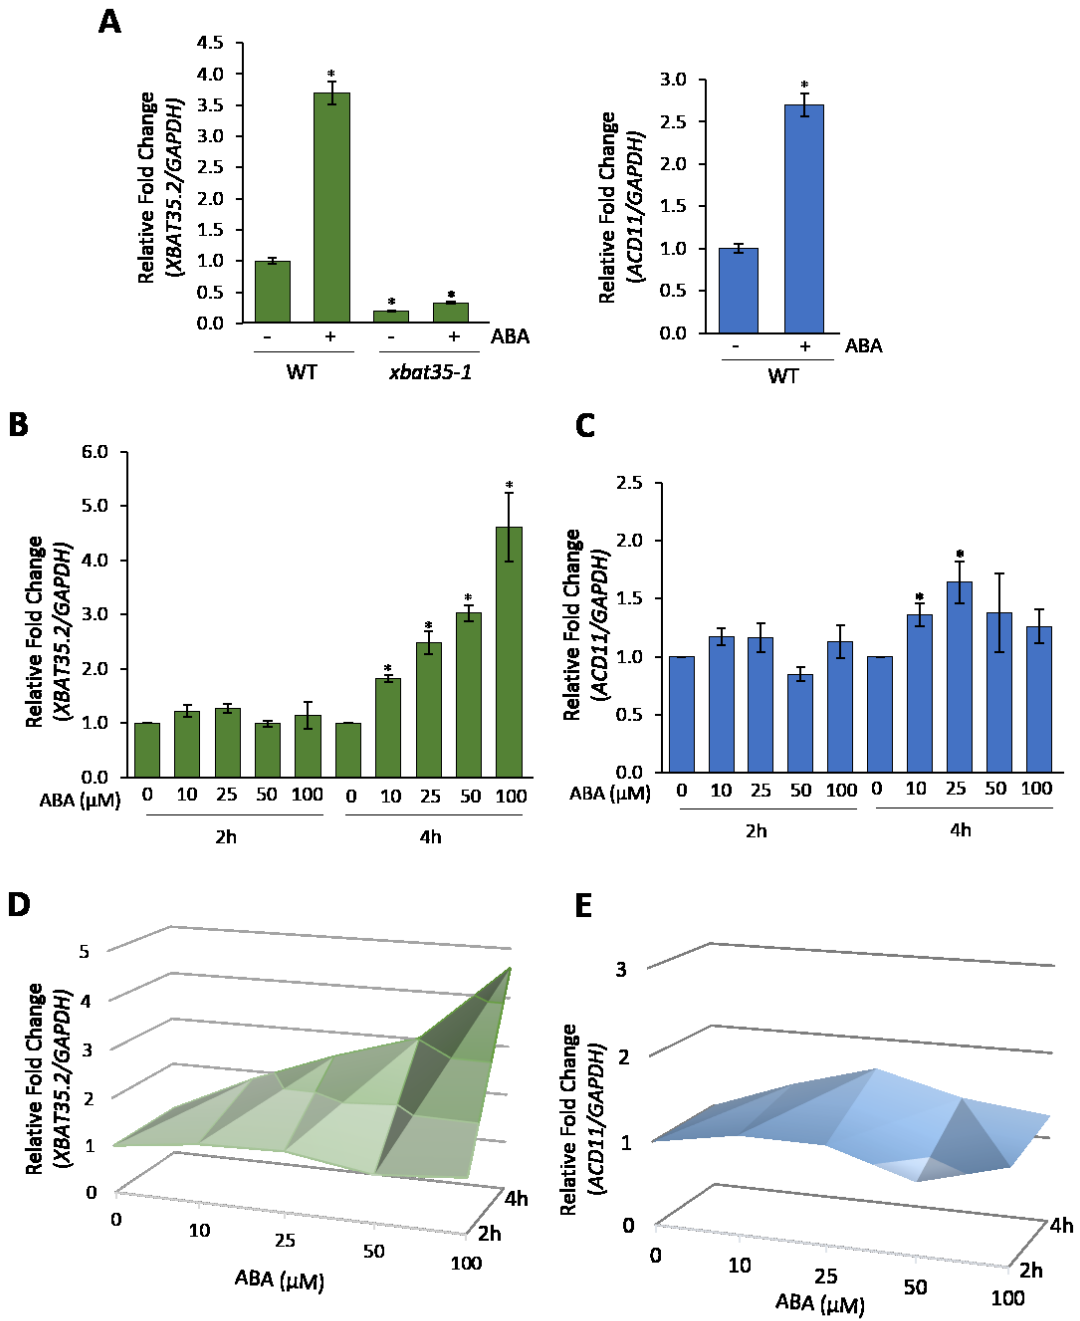 A
Relative Fold Change
(XBAT35.2/GAPDH)
4.5
4.0
3.5
3.0
2.5
2.0
1.5
1.0
0.5
0.0
*
*
*
- + - + ABA
WT xbat35-1
Relative Fold Change
(ACD11/GAPDH)
3.0
2.5
2.0
1.5
1.0
0.5
0.0
*
- + ABA
WT
B
Relative Fold Change
(XBAT35.2/GAPDH)
6.0
5.0
4.0
3.0
2.0
1.0
0.0
*
*
*
*
ABA (μM) 0 10 25 50 100 0 10 25 50 100
2h 4h
C
Relative Fold Change
(ACD11/GAPDH)
2.5
2.0
1.5
1.0
0.5
0.0
*
*
ABA (μM) 0 10 25 50 100 0 10 25 50 100
2h 4h
D
Relative Fold Change
(XBAT35.2/GAPDH)
5
4
3
2
1
0
0 10 25 50 100
2h
4h
ABA (μM)
E
Relative Fold Change
(ACD11/GAPDH)
3
2
1
0
0 10 25 50 100
2h
4h
ABA (μM)